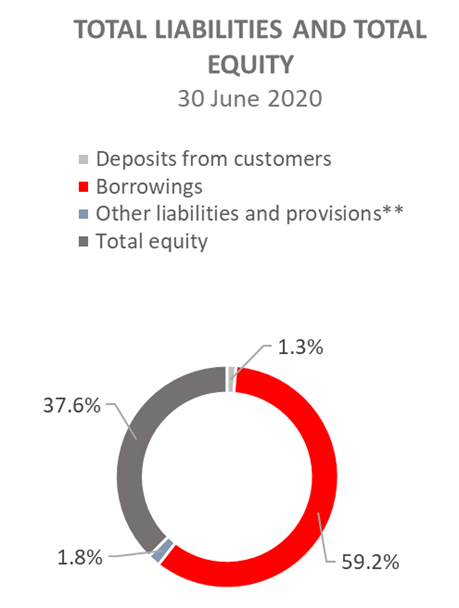 TOTAL LIABILITIES AND TOTAL
EQUITY
30 June 2020
Deposits from customers
Borrowings
Other liabilities and provisions**
Total equity
1.3%
37.6%
1.8%
59.2%